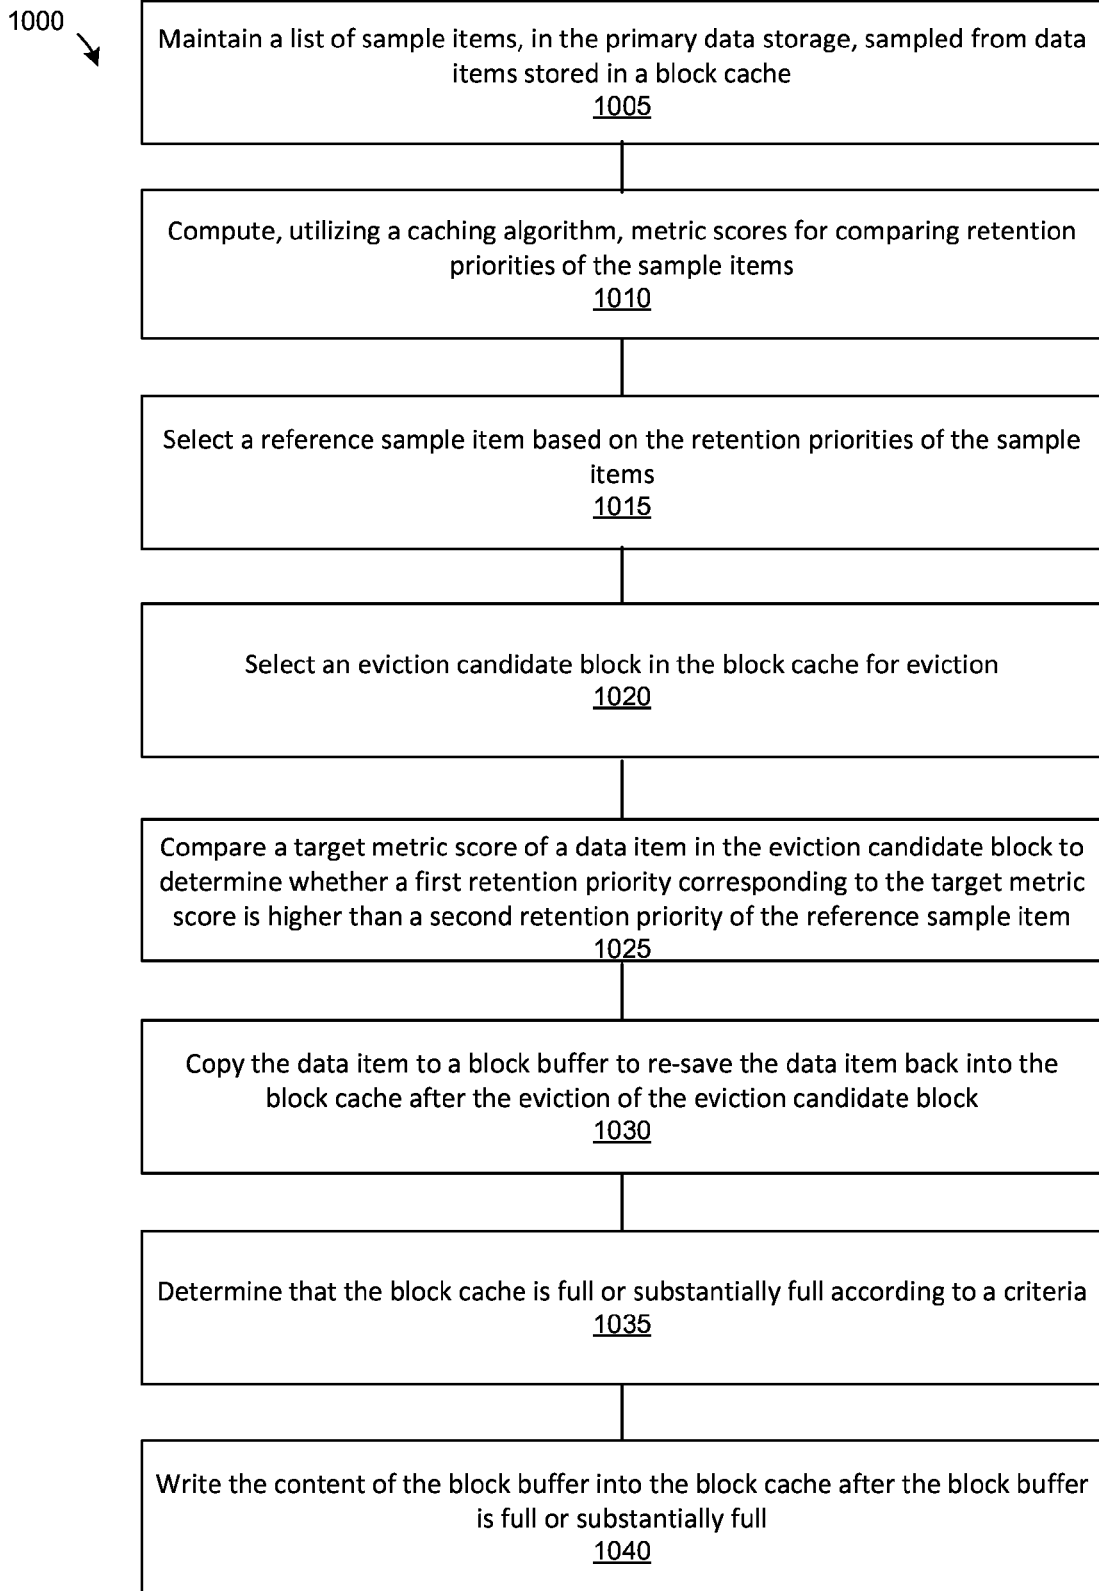 1000
Maintain a list of sample items, in the primary data storage, sampled from data
items stored in a block cache
1005
Compute, utilizing a caching algorithm, metric scores for comparing retention
priorities of the sample items
1010
Select a reference sample item based on the retention priorities of the sample
items
1015
Select an eviction candidate block in the block cache for eviction
1020
Compare a target metric score of a data item in the eviction candidate block to
determine whether a first retention priority corresponding to the target metric
score is higher than a second retention priority of the reference sample item
1025
Copy the data item to a block buffer to re-save the data item back into the
block cache after the eviction of the eviction candidate block
1030
Determine that the block cache is full or substantially full according to a criteria
1035
Write the content of the block buffer into the block cache after the block buffer
is full or substantially full
1040